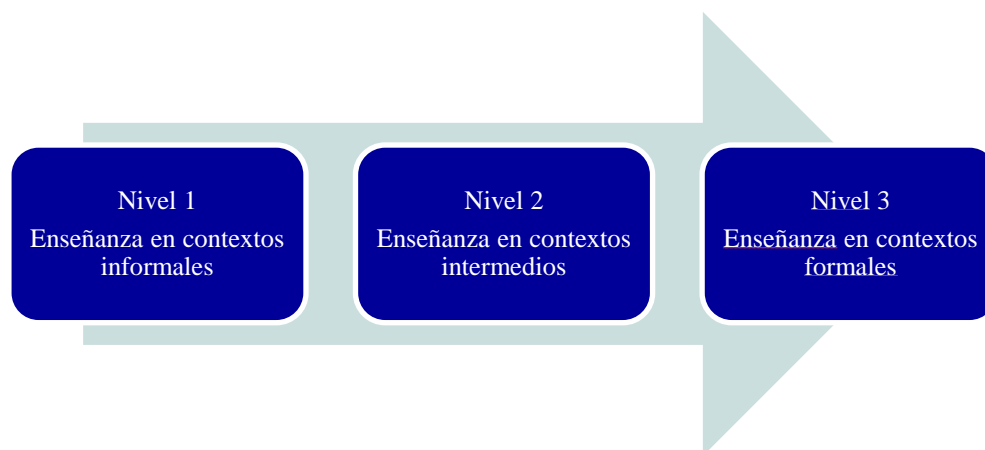 Nivel 1
Enseñanza en contextos
informales
Nivel 2
Enseñanza en contextos
intermedios
Nivel 3
Enseñanza en contextos
formales